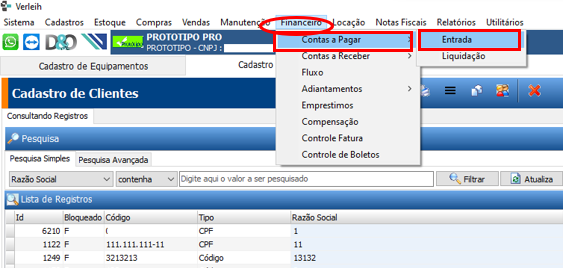 Verleih
Sistema Cadastros Estoque Compras Vendas Manutenção Financeiro Locação Notas Fiscais Relatórios Utilitários
D&O PROTOTIPO PRO
PROTOTIPO - CNPJ :
Contas a Pagar
Entrada
Contas a Receber
Liquidação
Fluxo
Adiantamentos
Emprestimos
Compensação
Controle Fatura
Controle de Boletos
Cadastro de Equipamentos
Cadastro
Cadastro de Clientes
Consultando Registros
Pesquisa
Pesquisa Simples Pesquisa Avançada
Razão Social contenha Digite aqui o valor a ser pesquisado Filtrar Atualiza
Lista de Registros
Id Bloqueado Código Tipo Razão Social
6210 F ( CPF 1
1122 F 111.111.111-11 CPF 11
1249 F 3213213 Código 13132